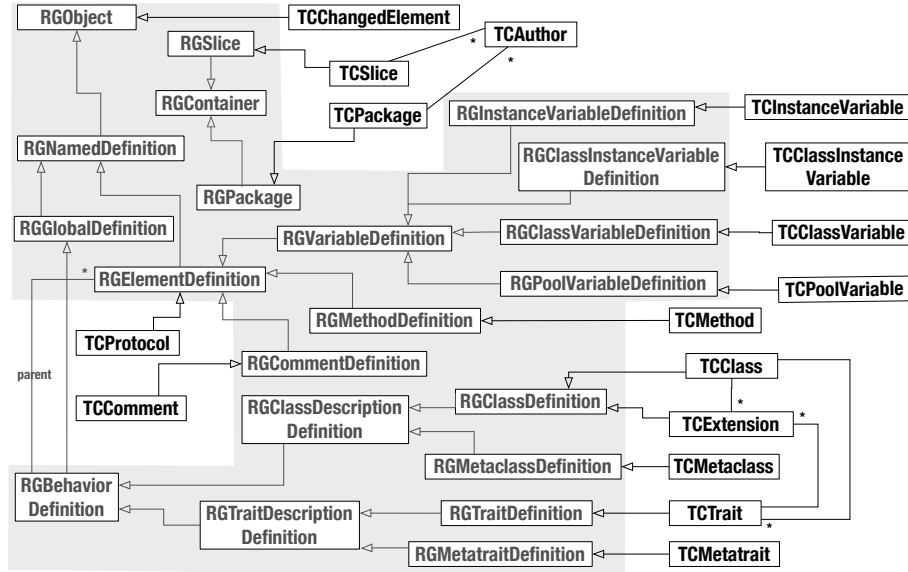 RGObject
TCChangedElement
RGSlice
TCAuthor
*
TCSlice
*
RGContainer
TCPackage
RGInstanceVariableDefinition
TCInstanceVariable
RGNamedDefinition
RGClassInstanceVariable
Definition
TCClassInstance
Variable
RGPackage
RGGlobalDefinition
RGVariableDefinition
RGClassVariableDefinition
TCClassVariable
*
RGElementDefinition
RGPoolVariableDefinition
TCPoolVariable
RGMethodDefinition
TCMethod
TCProtocol
RGCommentDefinition
TCClass
parent
TCComment
RGClassDescription
Definition
RGClassDefinition
*
*
TCExtension
RGMetaclassDefinition
TCMetaclass
RGBehavior
Definition
RGTraitDescription
Definition
RGTraitDefinition
TCTrait
*
RGMetatraitDefinition
TCMetatrait